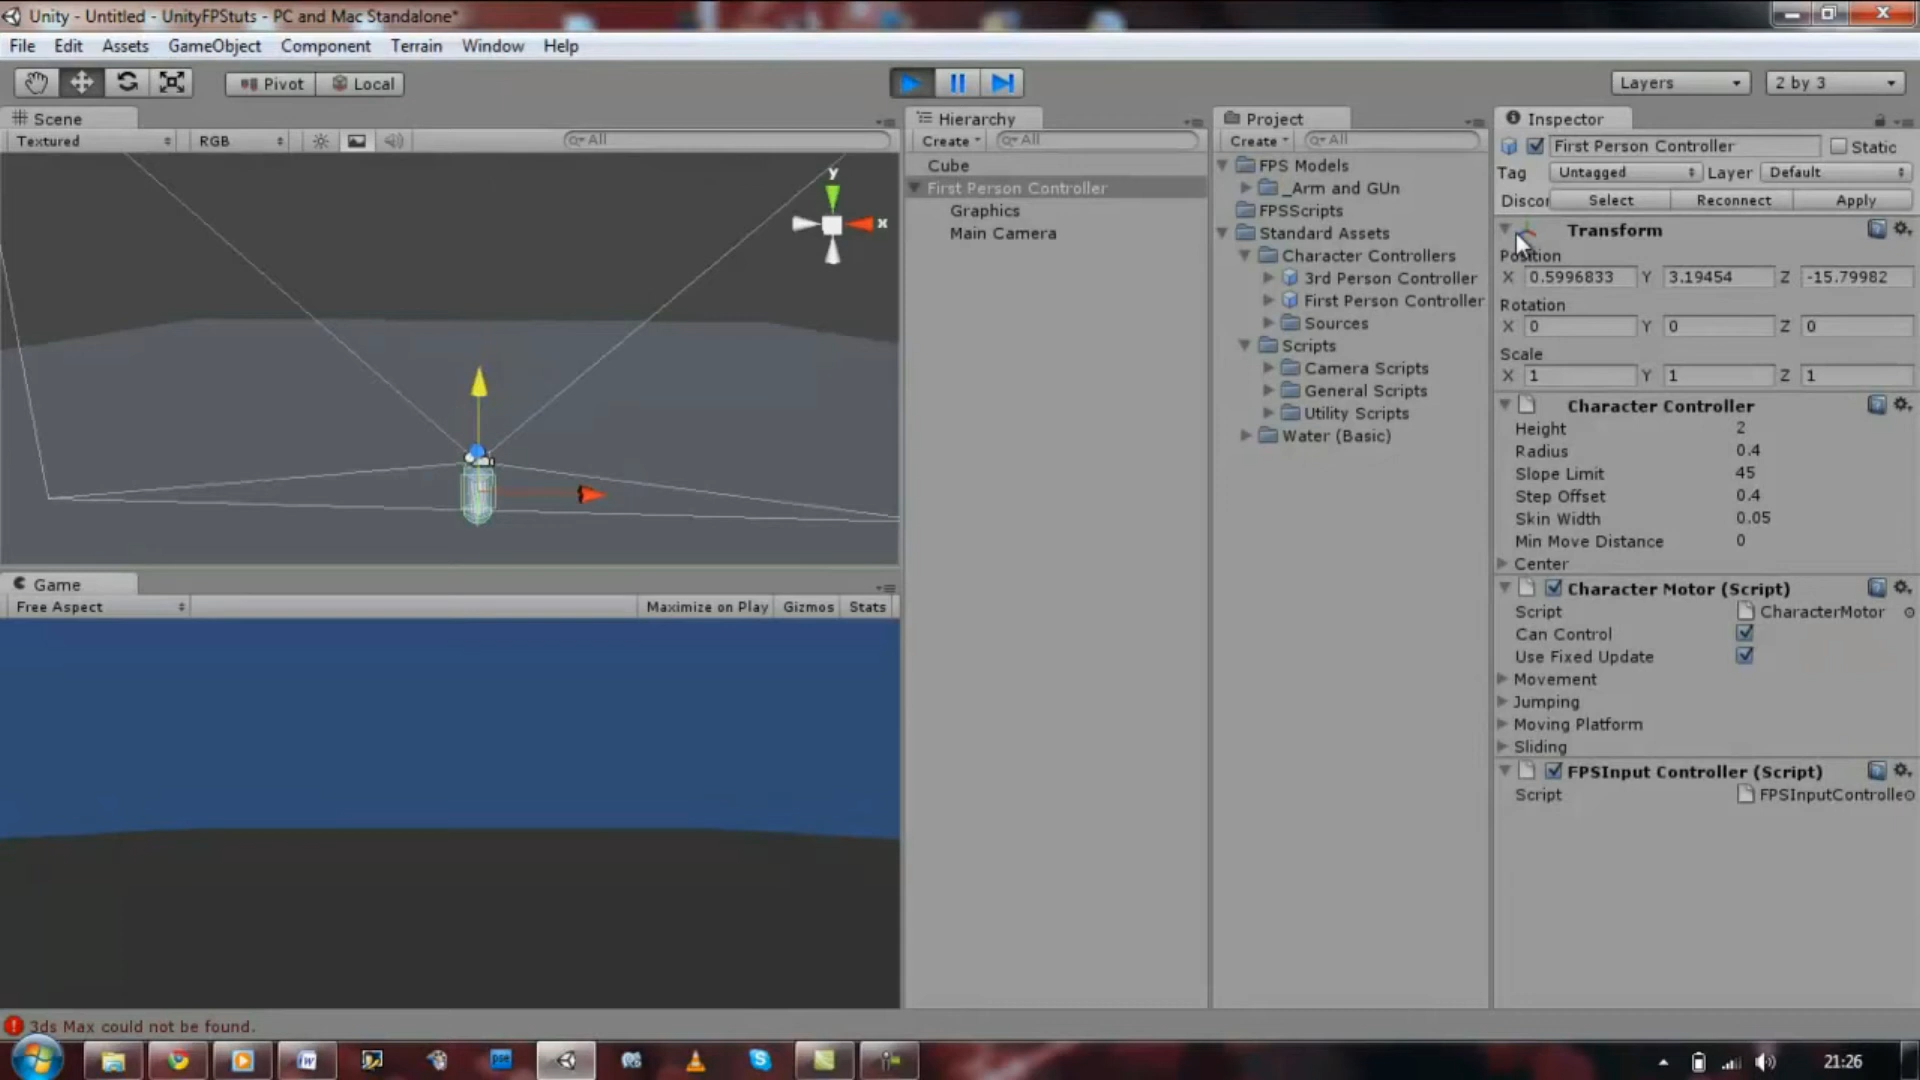 Unity - Untitled - UnityFPStuts - PC and Mac Standalone*
File Edit Assets GameObject Component Terrain Window Help
Pivot Local
Layers 2 by 3
Scene
Textured RGB All
y
x
Game
Free Aspect Maximize on Play Gizmos Stats
Hierarchy
Create All
Cube
First Person Controller
Graphics
Main Camera
Project
Create All
FPS Models
_Arm and GUn
FPSScripts
Standard Assets
Character Controllers
3rd Person Controller
First Person Controller
Sources
Scripts
Camera Scripts
General Scripts
Utility Scripts
Water (Basic)
Inspector
First Person Controller Static
Tag Untagged Layer Default
Discor Select Reconnect Apply
Transform
Position
X 0.5996833 Y 3.19454 Z -15.79982
Rotation
X 0 Y 0 Z 0
Scale
X 1 Y 1 Z 1
Character Controller
Height 2
Radius 0.4
Slope Limit 45
Step Offset 0.4
Skin Width 0.05
Min Move Distance 0
Center
Character Motor (Script)
Script CharacterMotor
Can Control
Use Fixed Update
Movement
Jumping
Moving Platform
Sliding
FPSInput Controller (Script)
Script FPSInputControlle
3ds Max could not be found.
pse
21:26